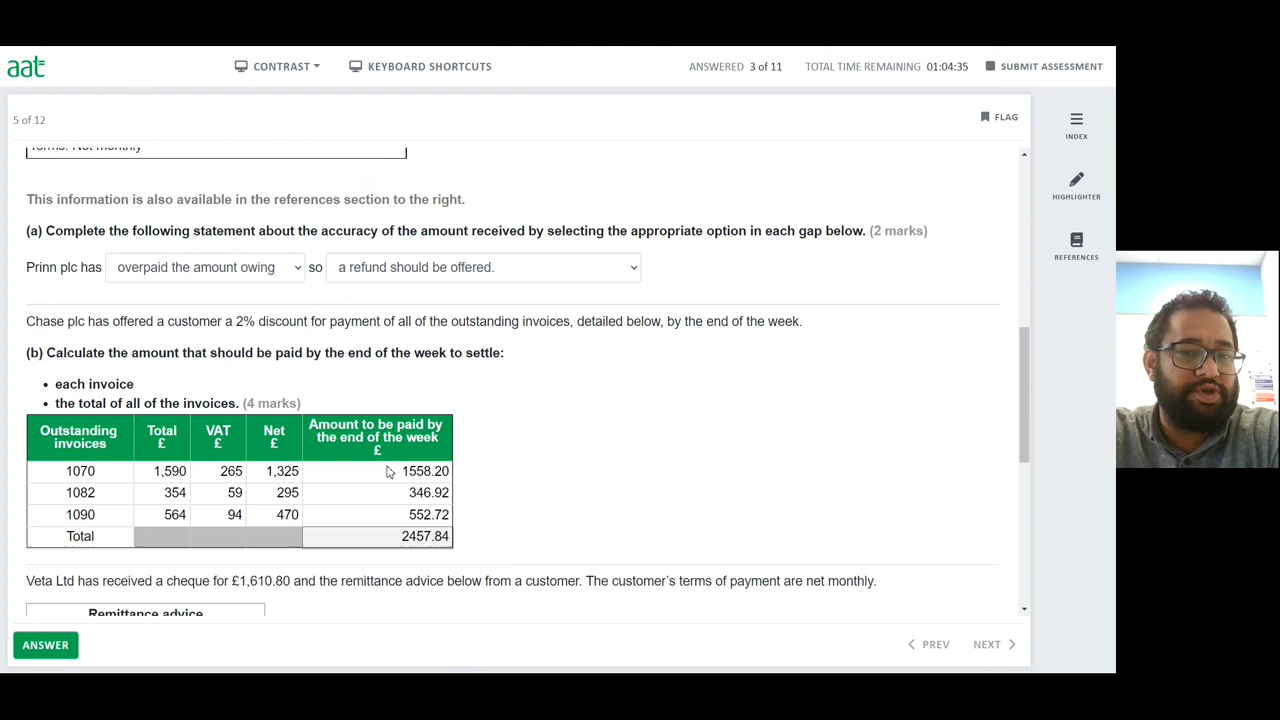 aat
CONTRAST
KEYBOARD SHORTCUTS
ANSWERED 3 of 11
TOTAL TIME REMAINING 01:04:35
SUBMIT ASSESSMENT
5 of 12
FLAG
INDEX
HIGHLIGHTER
REFERENCES
Terms: Net monthly
This information is also available in the references section to the right.
(a) Complete the following statement about the accuracy of the amount received by selecting the appropriate option in each gap below. (2 marks)
Prinn plc has overpaid the amount owing so a refund should be offered.
Chase plc has offered a customer a 2% discount for payment of all of the outstanding invoices, detailed below, by the end of the week.
(b) Calculate the amount that should be paid by the end of the week to settle:
• each invoice
• the total of all of the invoices. (4 marks)
Outstanding invoices Total £ VAT £ Net £ Amount to be paid by the end of the week £
1070 1,590 265 1,325 1558.20
1082 354 59 295 346.92
1090 564 94 470 552.72
Total 2457.84
Veta Ltd has received a cheque for £1,610.80 and the remittance advice below from a customer. The customer's terms of payment are net monthly.
Remittance advice
ANSWER
PREV
NEXT